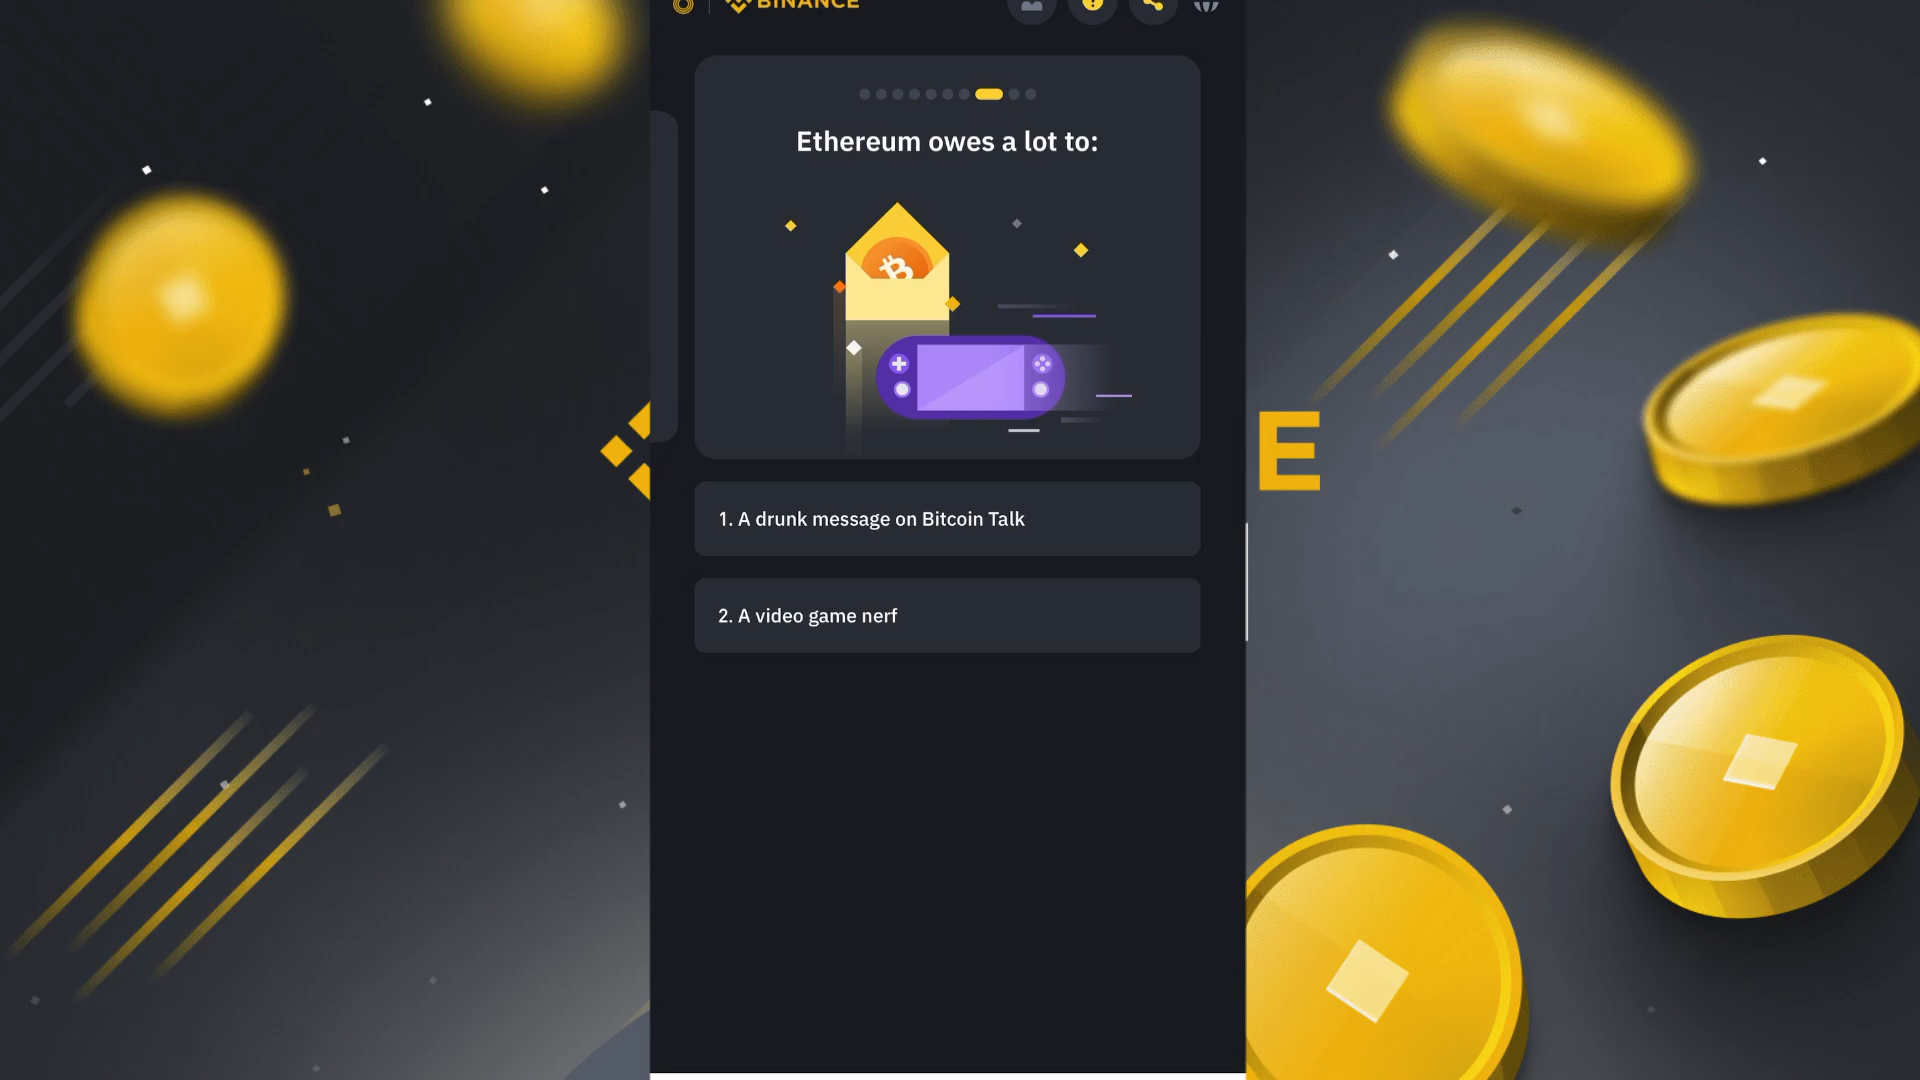 BINANCE
Ethereum owes a lot to:
E
1. A drunk message on Bitcoin Talk
2. A video game nerf